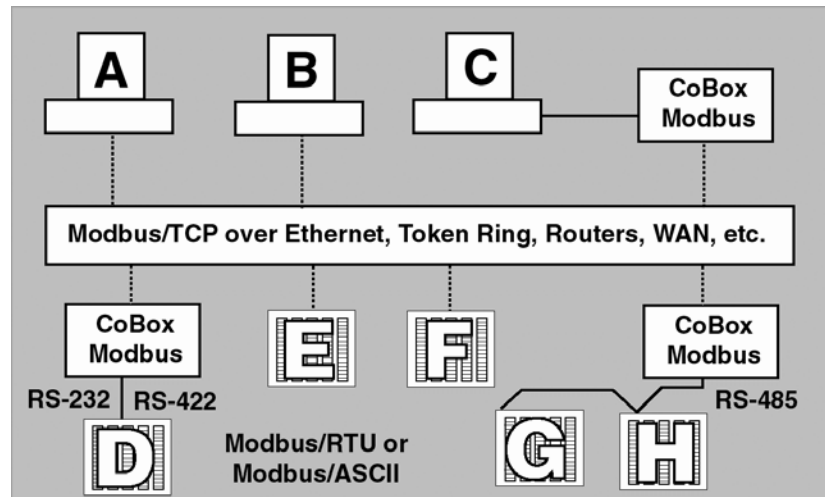 A
B
C
CoBox
Modbus
Modbus/TCP over Ethernet, Token Ring, Routers, WAN, etc.
CoBox
Modbus
E
F
CoBox
Modbus
RS-232
RS-422
RS-485
D
Modbus/RTU or
Modbus/ASCII
G
H